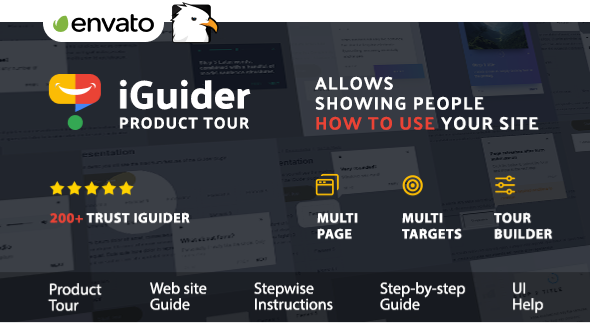 envato
iGuider
PRODUCT TOUR
ALLOWS
SHOWING PEOPLE
HOW TO USE YOUR SITE
200+ TRUST IGUIDER
MULTI
PAGE
MULTI
TARGETS
TOUR
BUILDER
Product
Tour
Web site
Guide
Stepwise
Instructions
Step-by-step
Guide
UI
Help